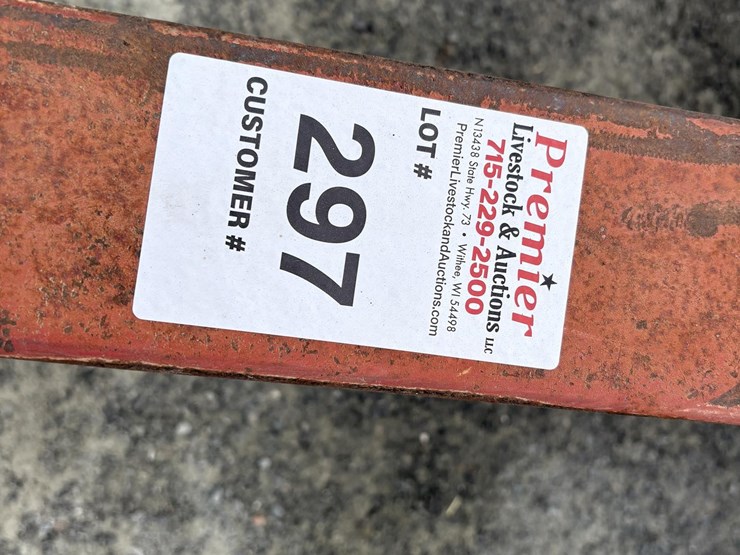 Premier
Livestock & Auctions LLC
715-229-2500
N13438 State Hwy. 73 • Withee, WI 54498
PremierLivestockandAuctions.com
LOT #
297
CUSTOMER #